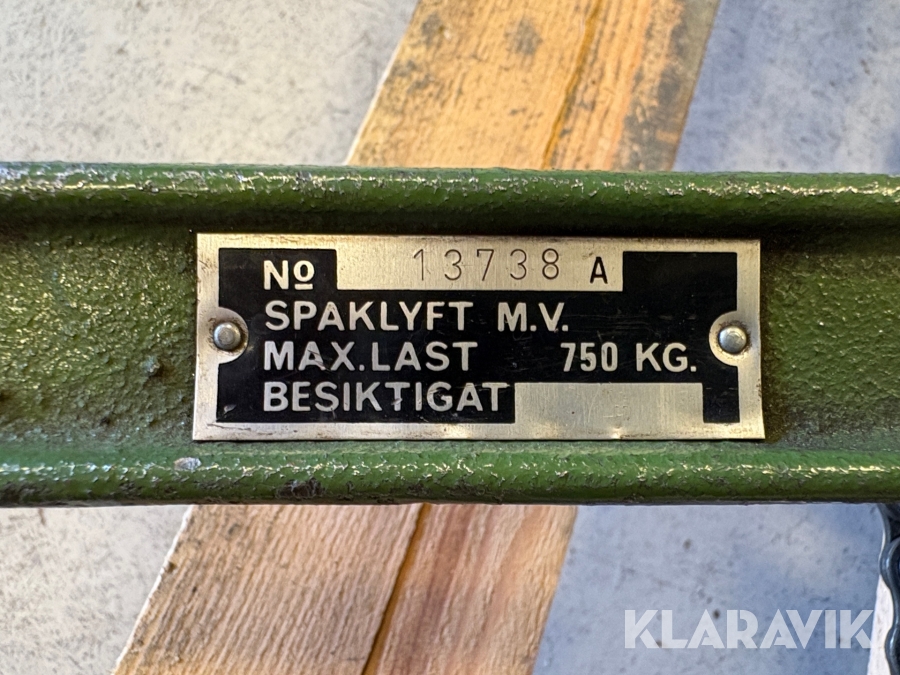 Nº 13738 A
SPAKLYFT M.V.
MAX.LAST 750 KG.
BESIKTIGAT
KLARAVIK